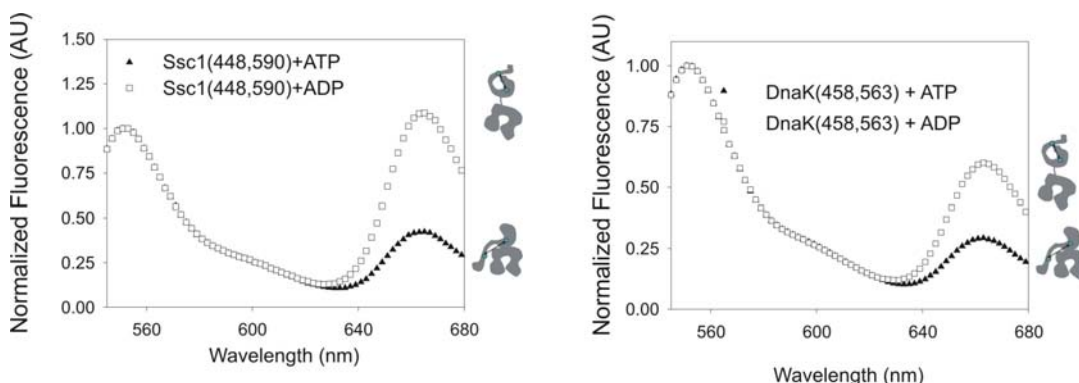 Normalized Fluorescence (AU)
1.50
1.25
1.00
0.75
0.50
0.25
0.00
Ssc1(448,590)+ATP
Ssc1(448,590)+ADP
560
600
640
680
Wavelength (nm)
Normalized Fluorescence (AU)
1.00
0.75
0.50
0.25
0.00
DnaK(458,563) + ATP
DnaK(458,563) + ADP
560
600
640
680
Wavelength (nm)